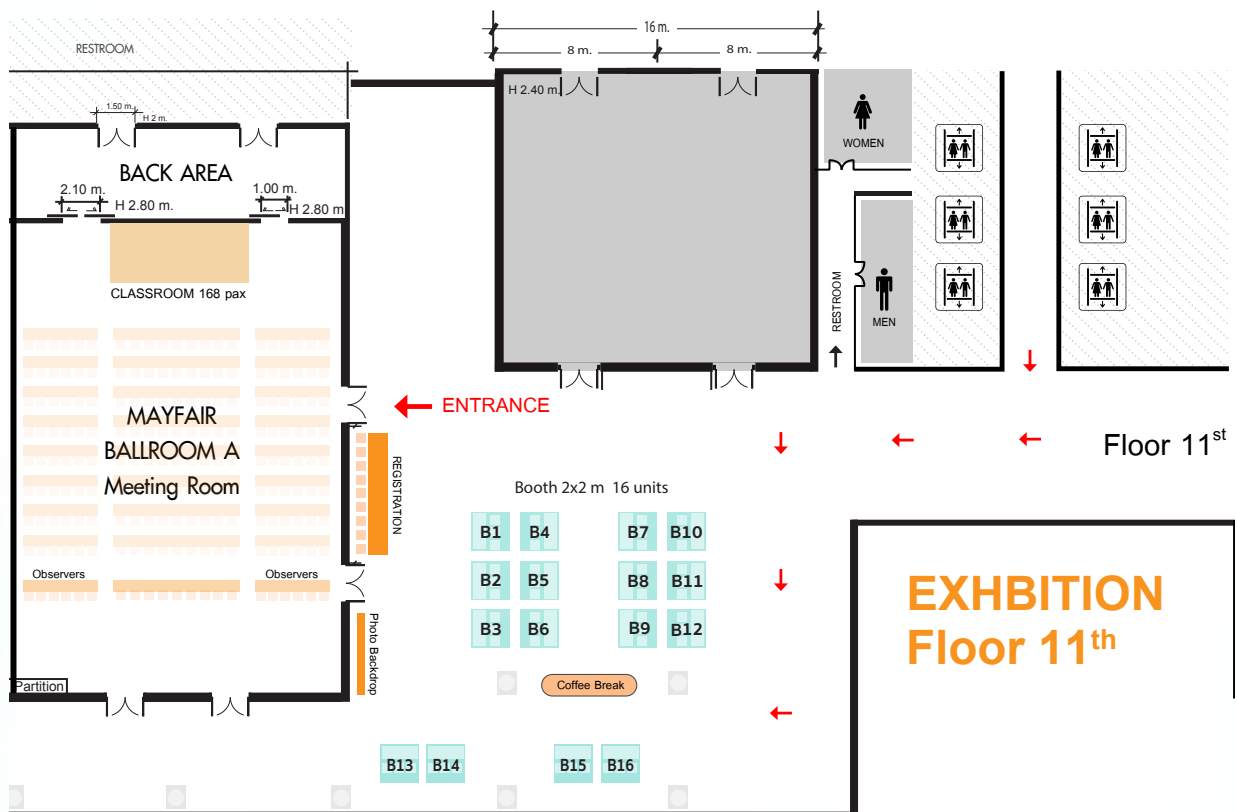 16 m.
8 m.
8 m.
RESTROOM
H 2.40 m.
1.50 m.
H 2 m.
WOMEN
BACK AREA
2.10 m.
1.00 m.
H 2.80 m.
H 2.80 m
CLASSROOM 168 pax
RESTROOM
MEN
ENTRANCE
MAYFAIR
BALLROOM A
Meeting Room
Floor 11st
REGISTRATION
Booth 2x2 m 16 units
B1
B4
B7
B10
B2
B5
B8
B11
B3
B6
B9
B12
Observers
Observers
EXHBITION
Floor 11th
Photo Backdrop
Partition
Coffee Break
B13
B14
B15
B16